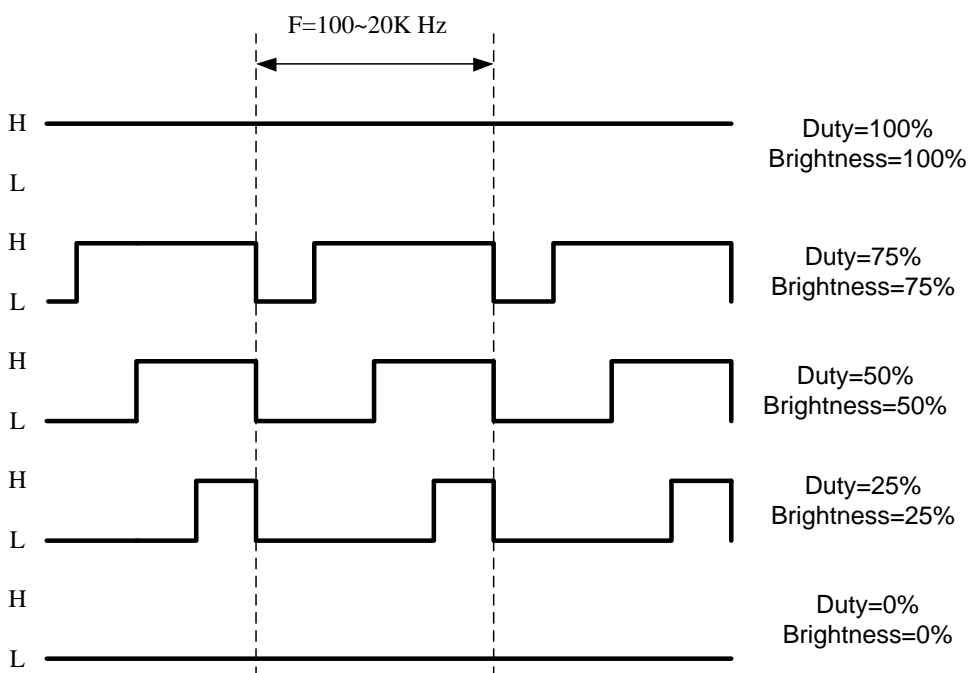 F=100~20K Hz
H
Duty=100%
Brightness=100%
L
H
Duty=75%
Brightness=75%
L
H
Duty=50%
Brightness=50%
L
H
Duty=25%
Brightness=25%
L
H
Duty=0%
Brightness=0%
L